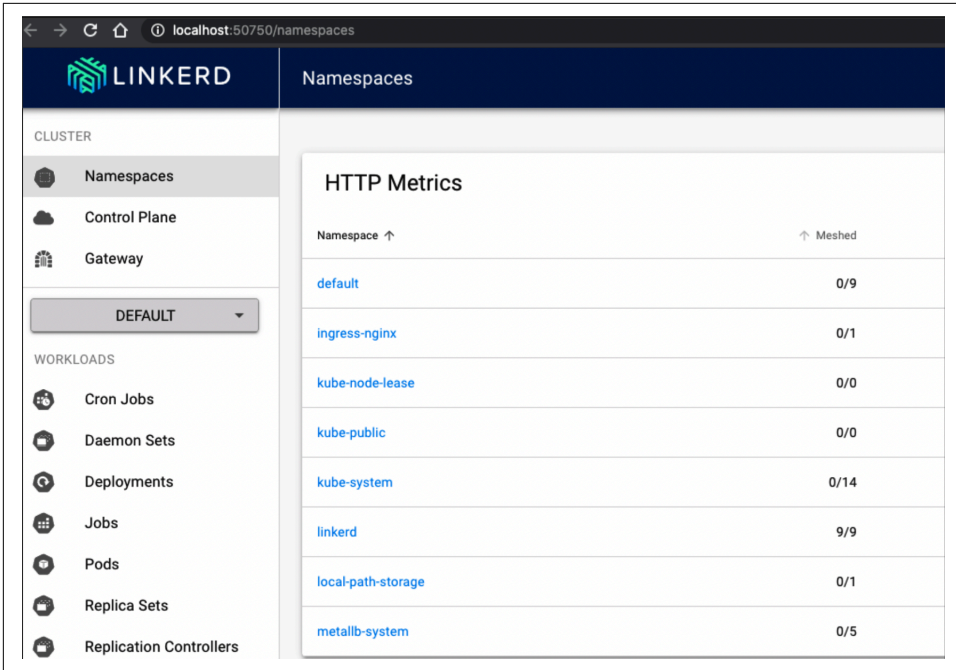 localhost:50750/namespaces
LINKERD
Namespaces
CLUSTER
Namespaces
Control Plane
Gateway
DEFAULT
WORKLOADS
Cron Jobs
Daemon Sets
Deployments
Jobs
Pods
Replica Sets
Replication Controllers
HTTP Metrics
Namespace ↑ ↑ Meshed
default 0/9
ingress-nginx 0/1
kube-node-lease 0/0
kube-public 0/0
kube-system 0/14
linkerd 9/9
local-path-storage 0/1
metallb-system 0/5